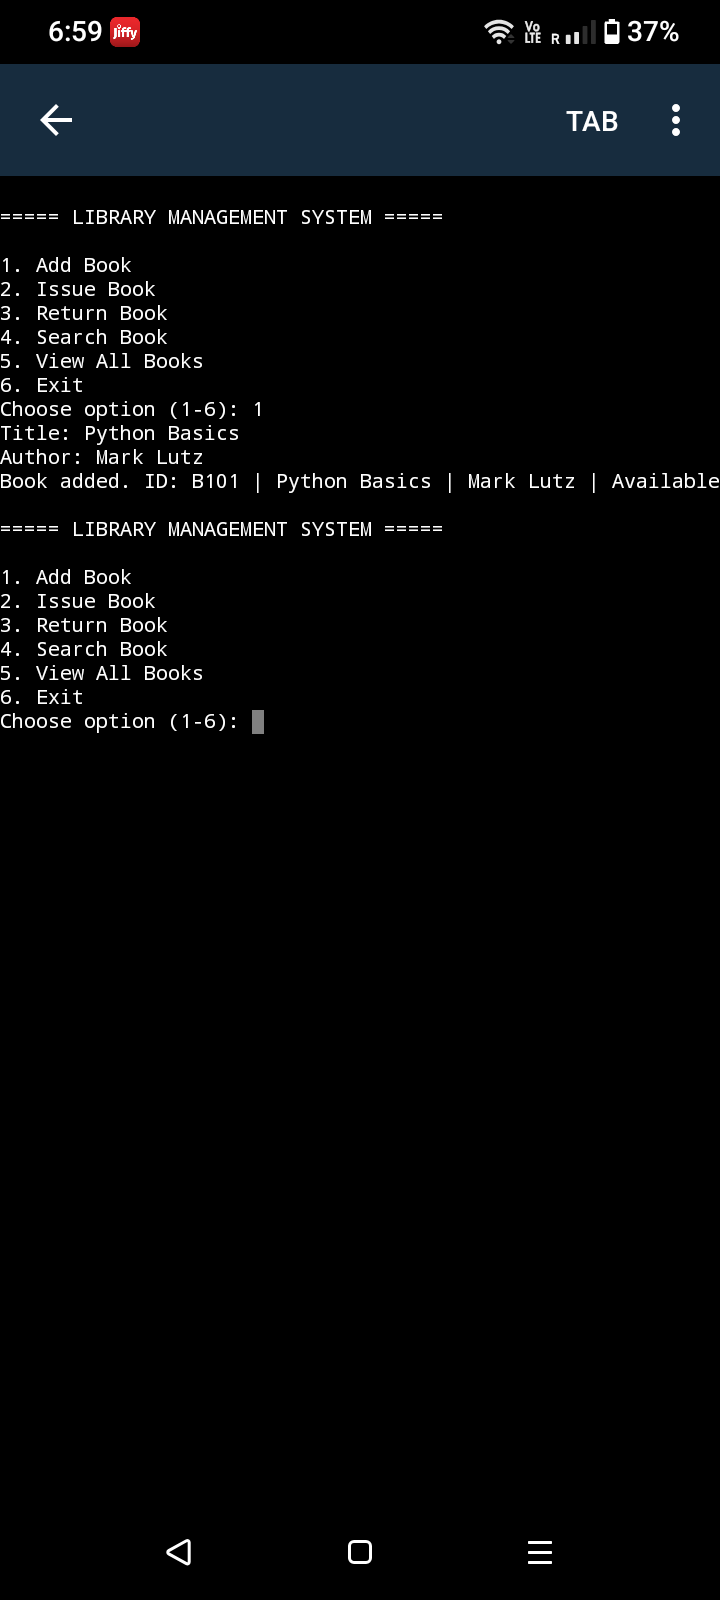 6:59 Jiffy Vo LTE R 37%
TAB
===== LIBRARY MANAGEMENT SYSTEM =====
1. Add Book
2. Issue Book
3. Return Book
4. Search Book
5. View All Books
6. Exit
Choose option (1-6): 1
Title: Python Basics
Author: Mark Lutz
Book added. ID: B101 | Python Basics | Mark Lutz | Available
===== LIBRARY MANAGEMENT SYSTEM =====
1. Add Book
2. Issue Book
3. Return Book
4. Search Book
5. View All Books
6. Exit
Choose option (1-6):